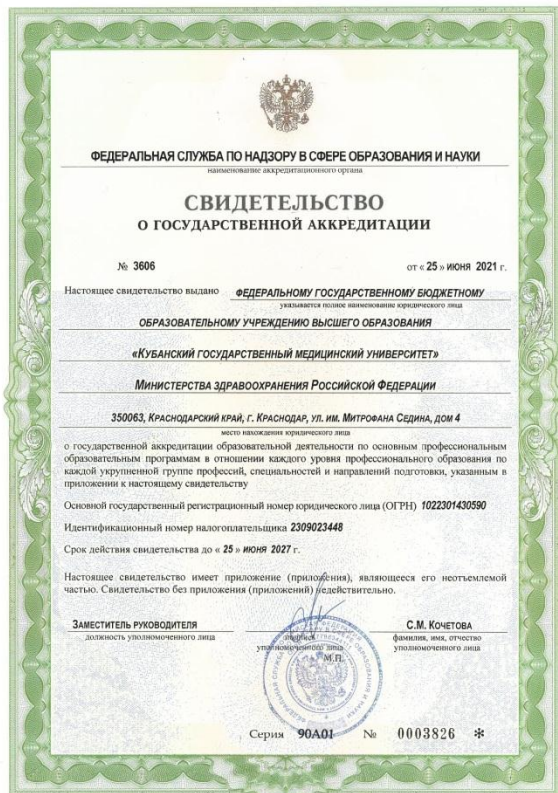 ФЕДЕРАЛЬНАЯ СЛУЖБА ПО НАДЗОРУ В СФЕРЕ ОБРАЗОВАНИЯ И НАУКИ
наименование аккредитационного органа
СВИДЕТЕЛЬСТВО
О ГОСУДАРСТВЕННОЙ АККРЕДИТАЦИИ
№ 3606 от « 25 » ИЮНЯ 2021 г.
Настоящее свидетельство выдано ФЕДЕРАЛЬНОМУ ГОСУДАРСТВЕННОМУ БЮДЖЕТНОМУ
указывается полное наименование юридического лица
ОБРАЗОВАТЕЛЬНОМУ УЧРЕЖДЕНИЮ ВЫСШЕГО ОБРАЗОВАНИЯ
«КУБАНСКИЙ ГОСУДАРСТВЕННЫЙ МЕДИЦИНСКИЙ УНИВЕРСИТЕТ»
МИНИСТЕРСТВА ЗДРАВООХРАНЕНИЯ РОССИЙСКОЙ ФЕДЕРАЦИИ
350063, КРАСНОДАРСКИЙ КРАЙ, Г. КРАСНОДАР, УЛ. ИМ. МИТРОФАНА СЕДИНА, ДОМ 4
место нахождения юридического лица
о государственной аккредитации образовательной деятельности по основным профессиональным
образовательным программам в отношении каждого уровня профессионального образования по
каждой укрупненной группе профессий, специальностей и направлений подготовки, указанным в
приложении к настоящему свидетельству
Основной государственный регистрационный номер юридического лица (ОГРН) 1022301430590
Идентификационный номер налогоплательщика 2309023448
Срок действия свидетельства до « 25 » ИЮНЯ 2027 г.
Настоящее свидетельство имеет приложение (приложения), являющееся его неотъемлемой
частью. Свидетельство без приложения (приложений) недействительно.
ЗАМЕСТИТЕЛЬ РУКОВОДИТЕЛЯ С.М. КОЧЕТОВА
должность уполномоченного лица подпись фамилия, имя, отчество
уполномоченного лица уполномоченного лица
М.П.
Серия 90А01 № 0003826 *